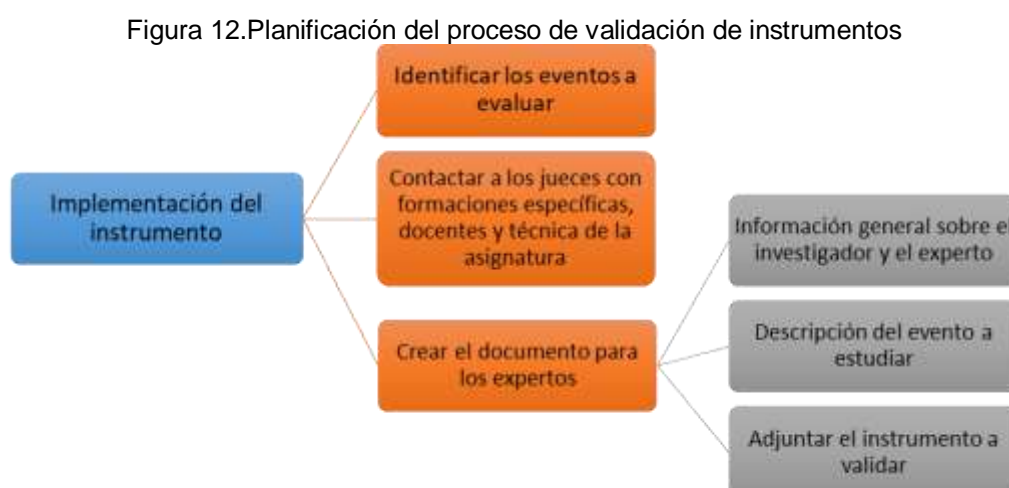 Figura 12.Planificación del proceso de validación de instrumentos
Identificar los eventos a
evaluar
Implementación del
instrumento
Contactar a los jueces con
formaciones específicas,
docentes y técnica de la
asignatura
Crear el documento para
los expertos
Información general sobre el
investigador y el experto
Descripción del evento a
estudiar
Adjuntar el instrumento a
validar